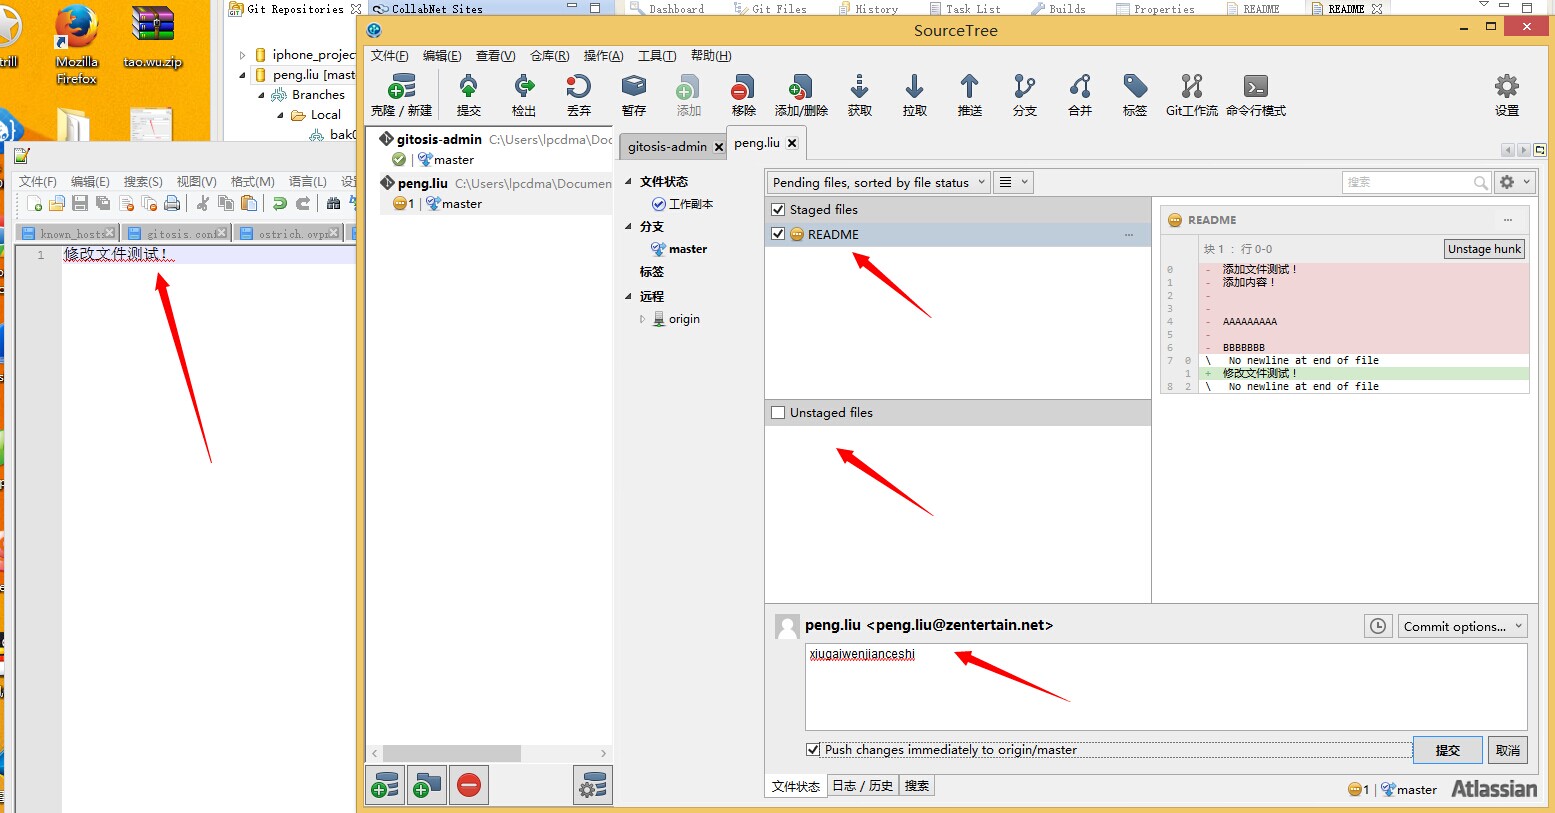 Git Repositories
CollabNet Sites
Dashboard
Git Files
History
Task List
Builds
Properties
README
README
Mozilla
Firefox
tao.wu.zip
iphone_project
peng.liu [mast
Branches
Local
bak0
SourceTree
文件(F)
编辑(E)
查看(V)
仓库(R)
操作(A)
工具(T)
帮助(H)
克隆 / 新建
提交
检出
丢弃
暂存
添加
移除
添加/删除
获取
拉取
推送
分支
合并
标签
Git工作流
命令行模式
设置
gitosis-admin C:\Users\lpcdma\Doc
master
peng.liu C:\Users\lpcdma\Documen
1
master
gitosis-admin
peng.liu
文件(F)
编辑(E)
搜索(S)
视图(V)
格式(M)
语言(L)
known_hosts
gitosis.conf
ostrich.ovpn
1
修改文件测试!
文件状态
工作副本
分支
master
标签
远程
origin
Pending files, sorted by file status
搜索
Staged files
README
Unstaged files
README
块 1 : 行 0-0
Unstage hunk
0 - 添加文件测试!
1 - 添加内容!
2 -
3 -
4 - AAAAAAAAA
5 -
6 - BBBBBBB
7 0 \ No newline at end of file
1 + 修改文件测试!
8 2 \ No newline at end of file
peng.liu <peng.liu@zentertain.net>
Commit options...
xiugaiwenjianceshi
Push changes immediately to origin/master
提交
取消
文件状态
日志 / 历史
搜索
1
master
Atlassian